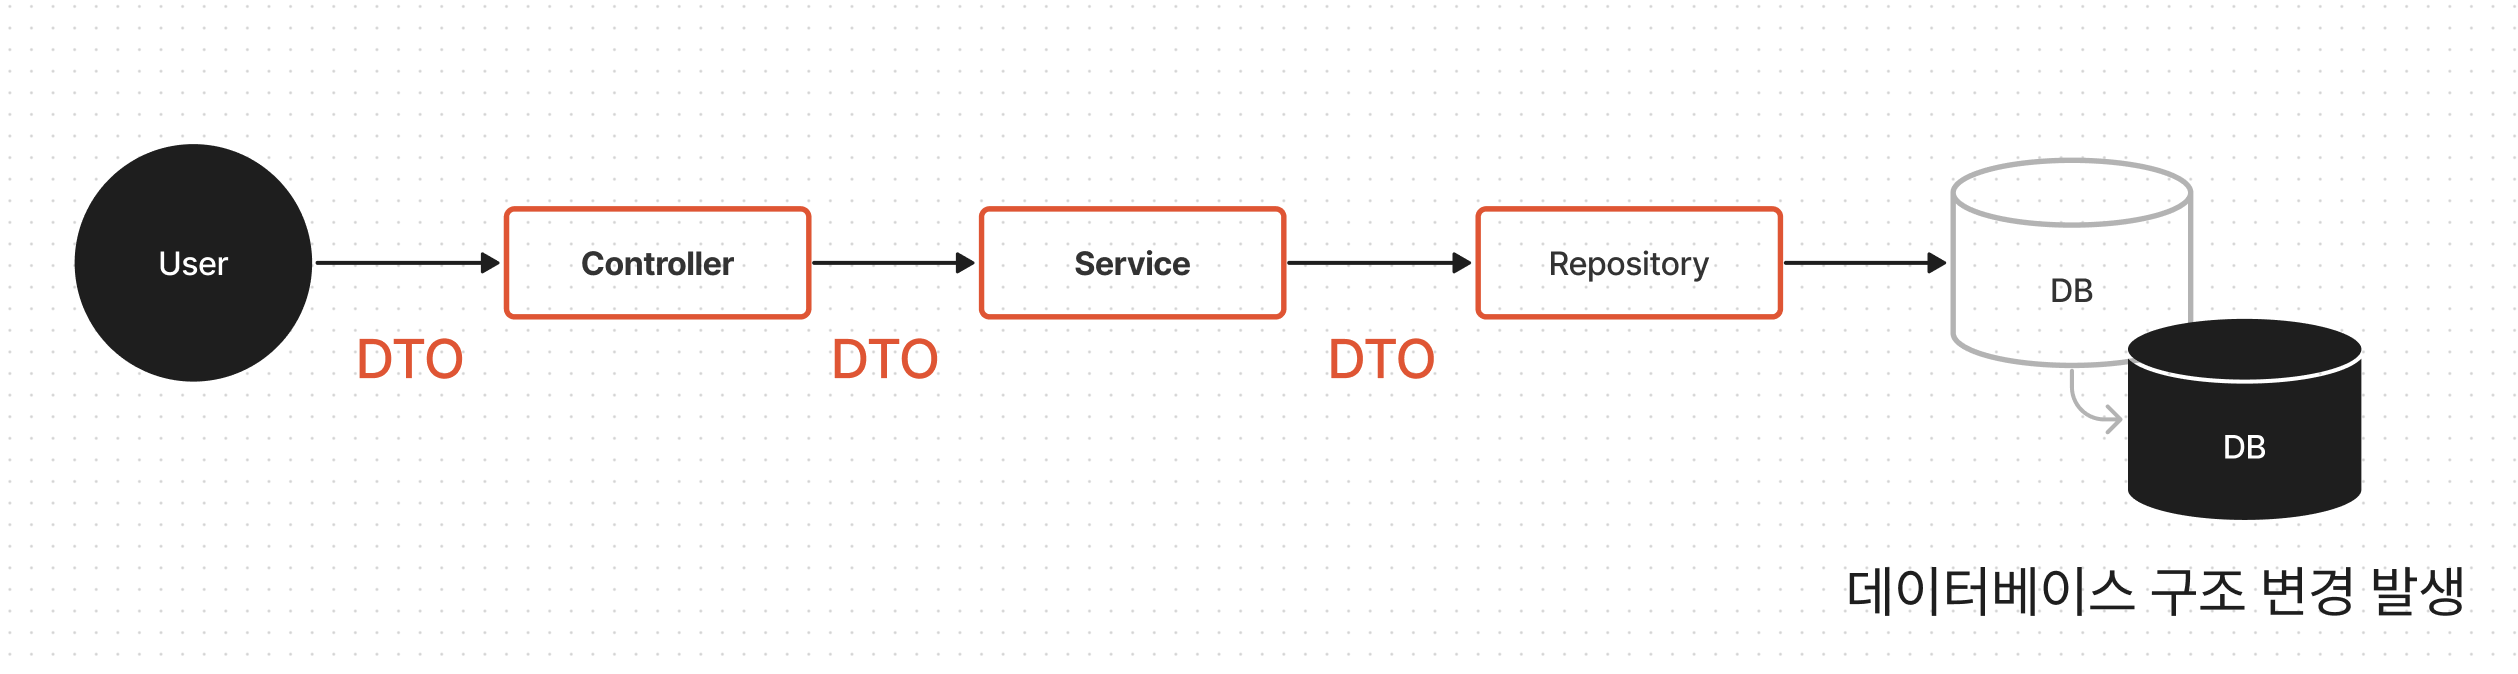 User
Controller
Service
Repository
DB
DTO
DTO
DTO
DB
데이터베이스 구조 변경 발생